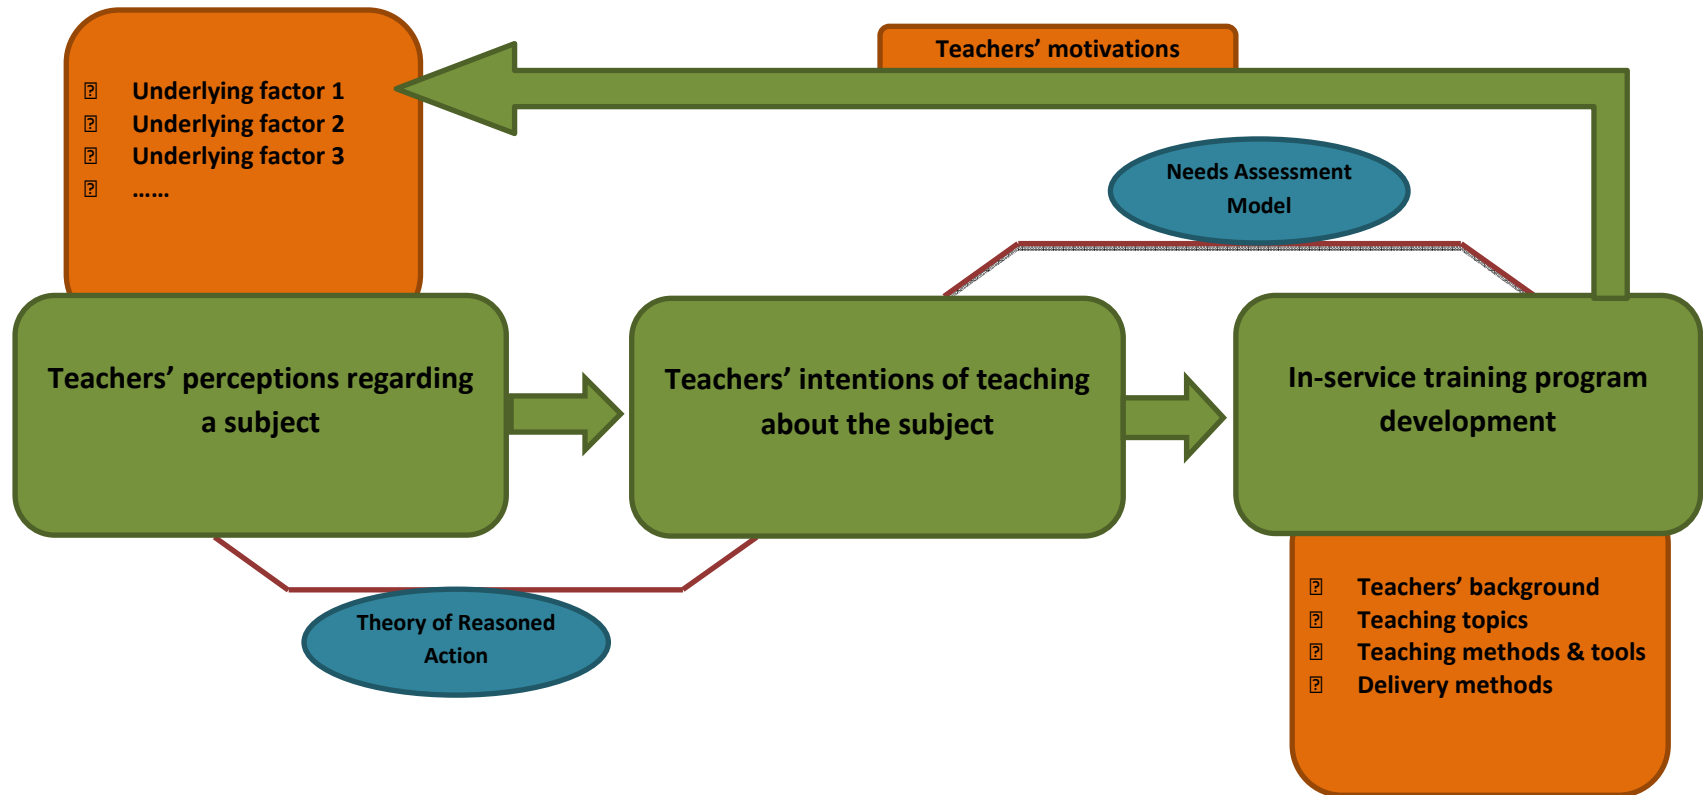 Teachers’ motivations
Underlying factor 1
Underlying factor 2
Underlying factor 3
......
Needs Assessment
Model
Teachers’ perceptions regarding
a subject
Teachers’ intentions of teaching
about the subject
In-service training program
development
Theory of Reasoned
Action
Teachers’ background
Teaching topics
Teaching methods & tools
Delivery methods